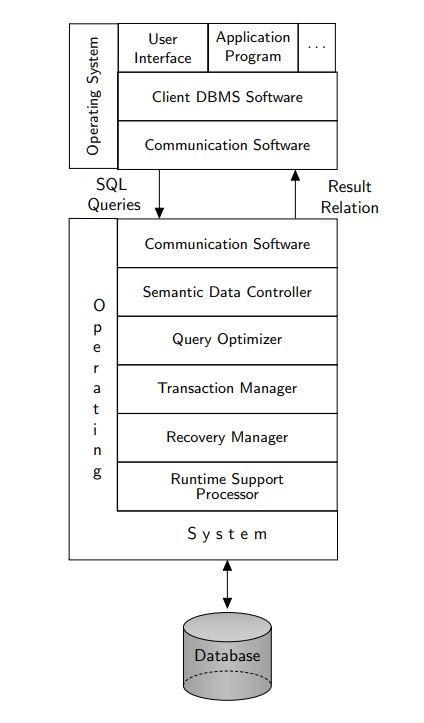 Operating System
User
Interface
Application
Program
...
Client DBMS Software
Communication Software
SQL
Queries
Result
Relation
Communication Software
Semantic Data Controller
Query Optimizer
Transaction Manager
Recovery Manager
Runtime Support
Processor
Operating
System
Database